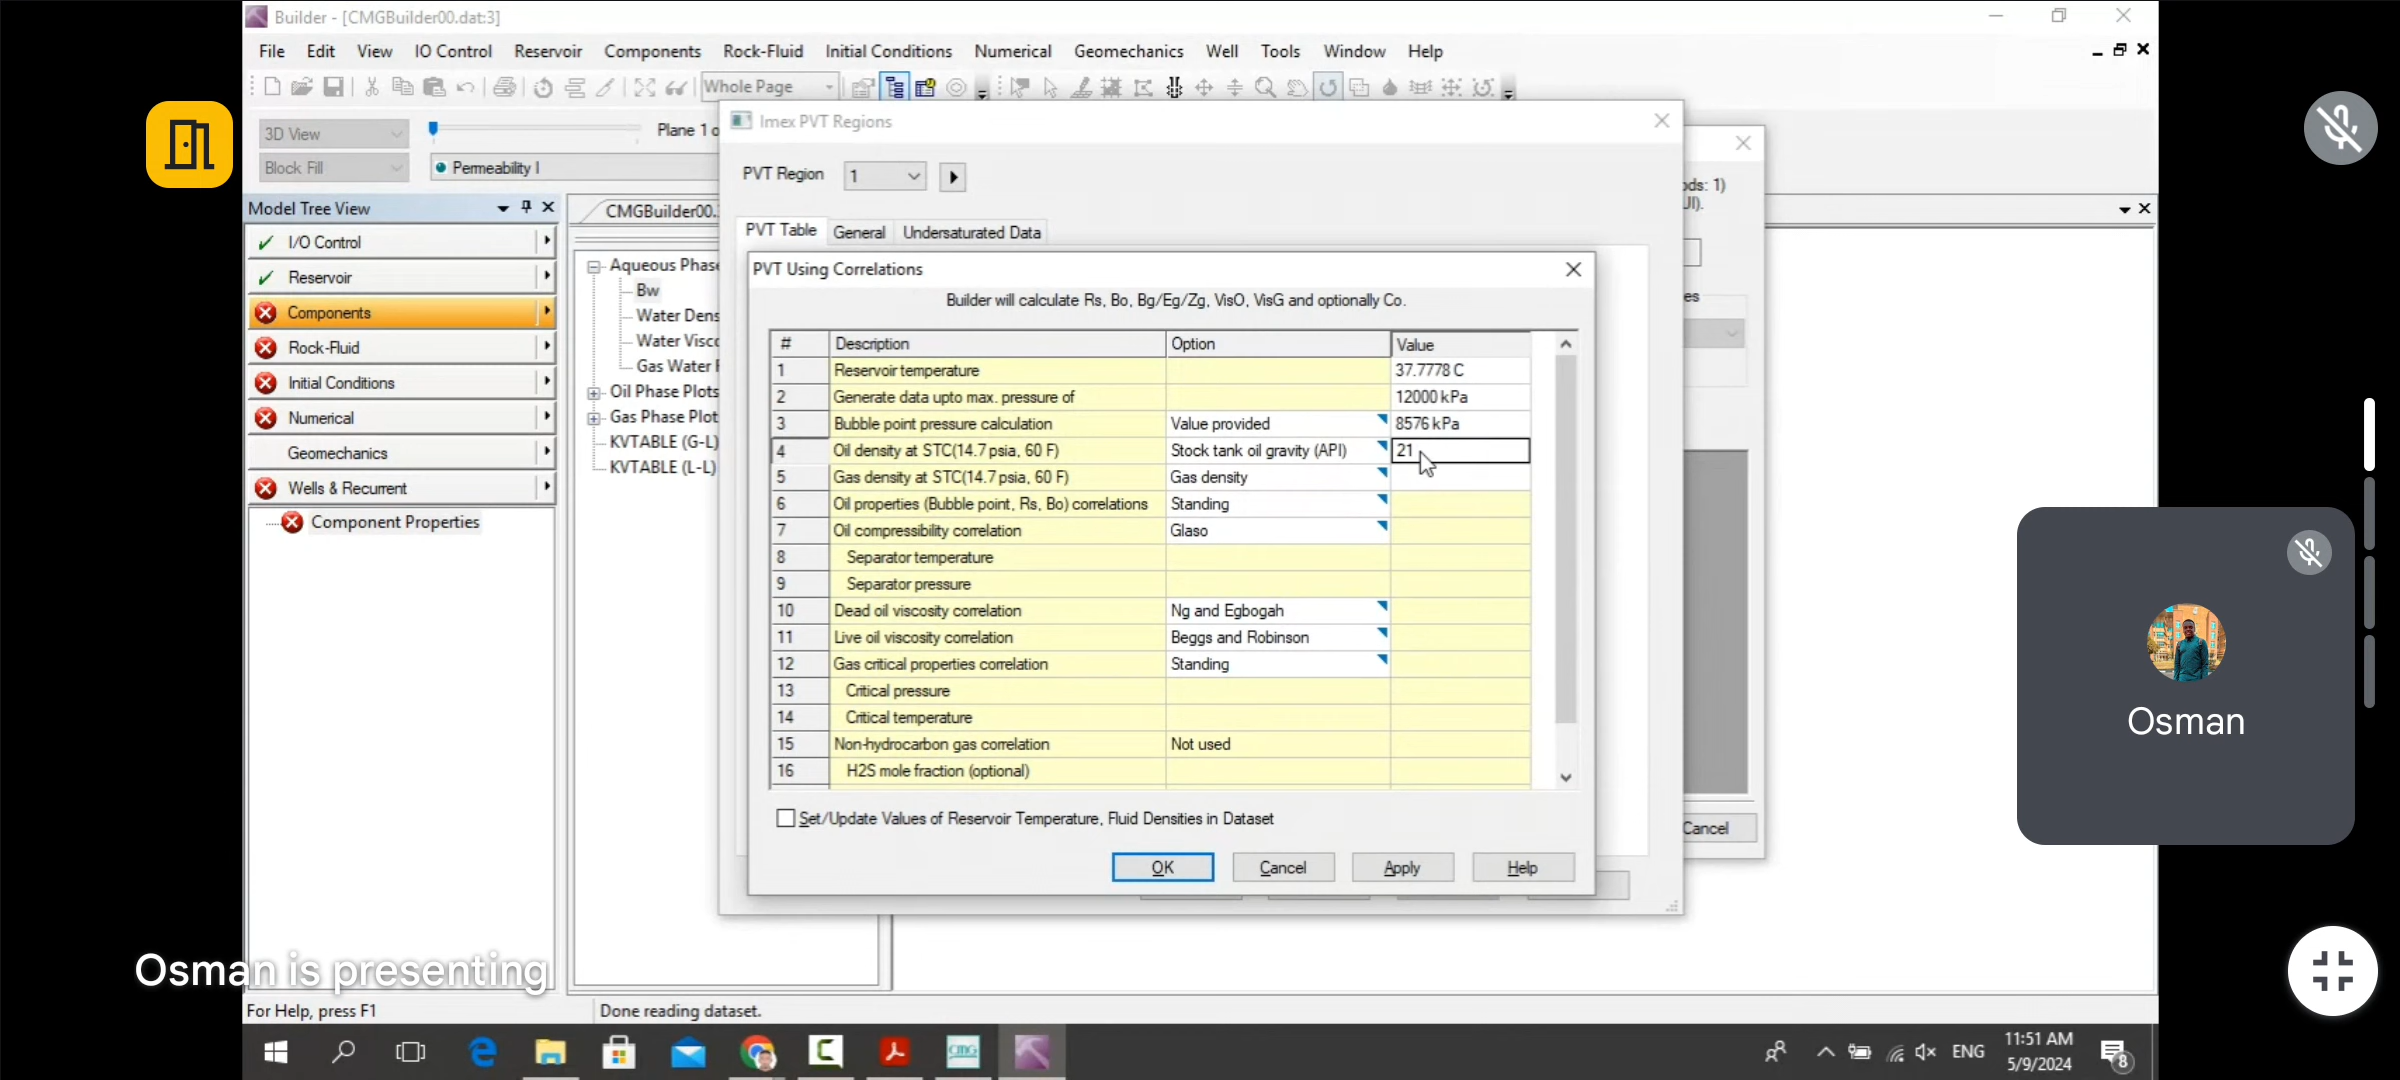 Builder - [CMGBuilder00.dat:3]
File Edit View IO Control Reservoir Components Rock-Fluid Initial Conditions Numerical Geomechanics Well Tools Window Help
Whole Page
3D View
Plane 1 o
Block Fill
Permeability I
Model Tree View
I/O Control
Reservoir
Components
Rock-Fluid
Initial Conditions
Numerical
Geomechanics
Wells & Recurrent
Component Properties
CMGBuilder00.
Aqueous Phase
Bw
Water Dens
Water Visco
Gas Water
Oil Phase Plots
Gas Phase Plot
KVTABLE (G-L)
KVTABLE (L-L)
Imex PVT Regions
PVT Region 1
PVT Table General Undersaturated Data
PVT Using Correlations
Builder will calculate Rs, Bo, Bg/Eg/Zg, VisO, VisG and optionally Co.
# Description Option Value
1 Reservoir temperature 37.7778 C
2 Generate data upto max. pressure of 12000 kPa
3 Bubble point pressure calculation Value provided 8576 kPa
4 Oil density at STC(14.7 psia, 60 F) Stock tank oil gravity (API) 21
5 Gas density at STC(14.7 psia, 60 F) Gas density
6 Oil properties (Bubble point, Rs, Bo) correlations Standing
7 Oil compressibility correlation Glaso
8 Separator temperature
9 Separator pressure
10 Dead oil viscosity correlation Ng and Egbogah
11 Live oil viscosity correlation Beggs and Robinson
12 Gas critical properties correlation Standing
13 Critical pressure
14 Critical temperature
15 Non-hydrocarbon gas correlation Not used
16 H2S mole fraction (optional)
Set/Update Values of Reservoir Temperature, Fluid Densities in Dataset
OK Cancel Apply Help
ods: 1)
UI).
es
Cancel
Osman
Osman is presenting
For Help, press F1
Done reading dataset.
CMG
ENG
11:51 AM
5/9/2024
8